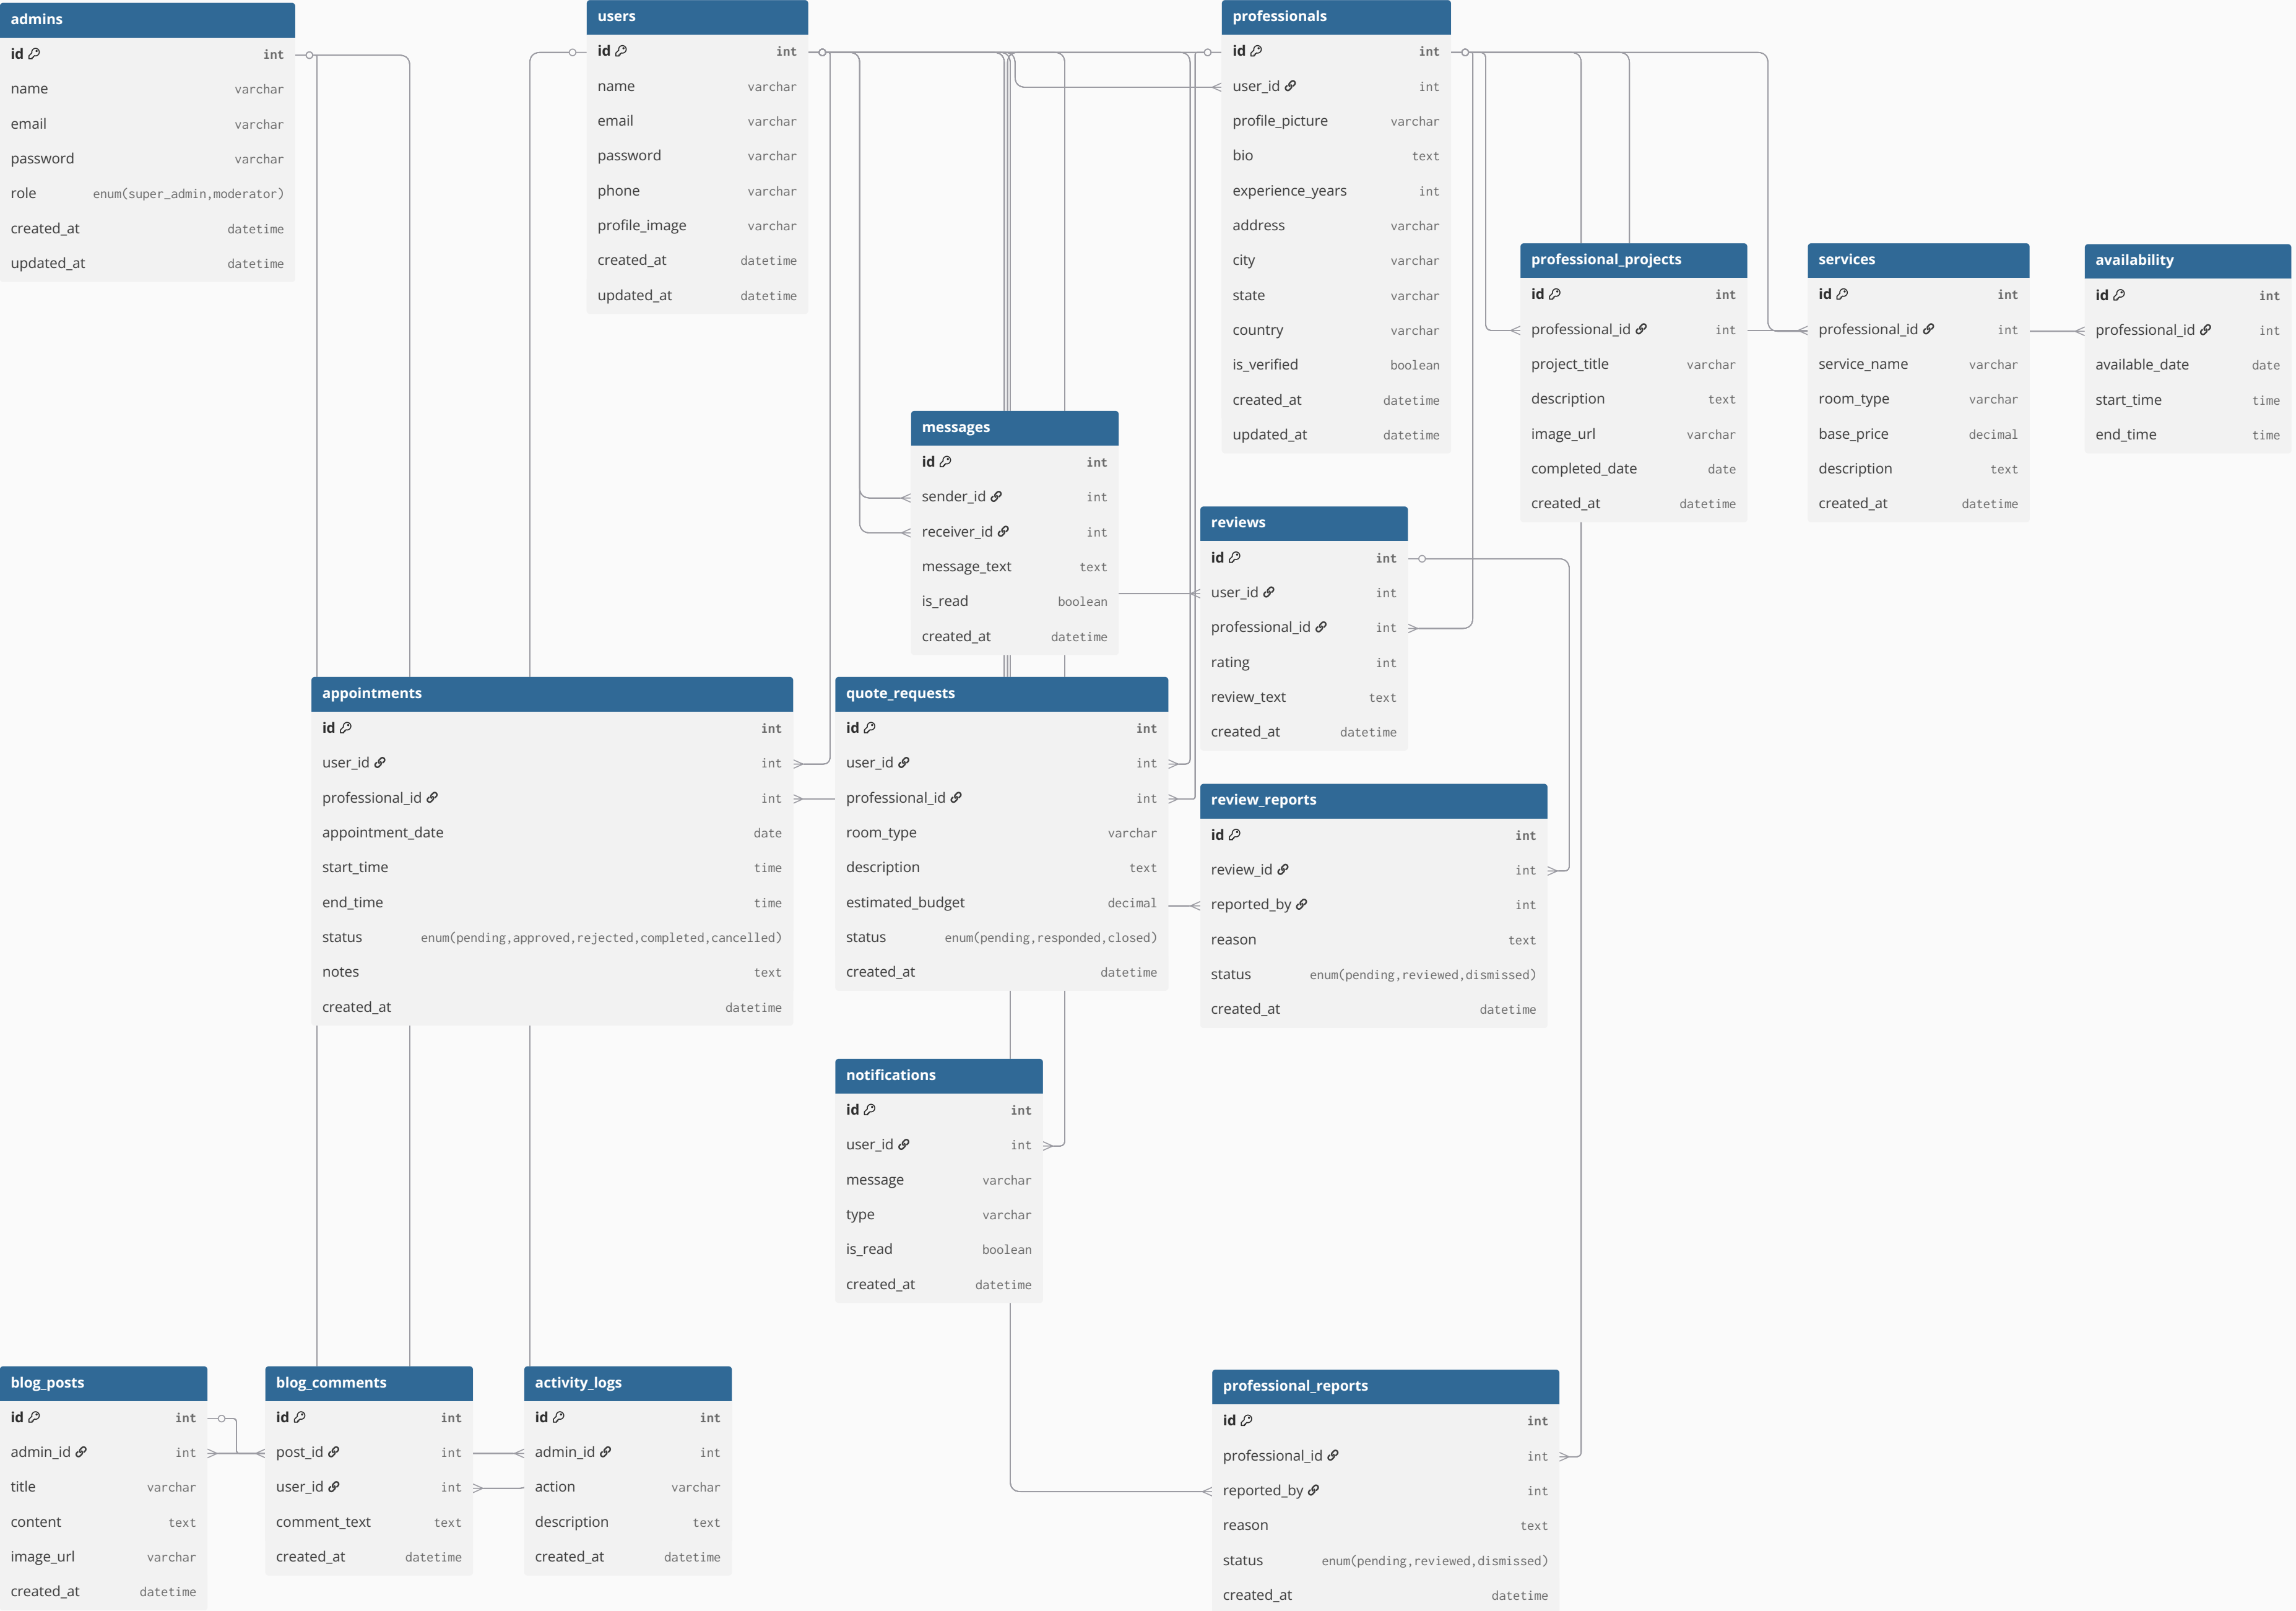 admins
id int
name varchar
email varchar
password varchar
role enum(super_admin,moderator)
created_at datetime
updated_at datetime
users
id int
name varchar
email varchar
password varchar
phone varchar
profile_image varchar
created_at datetime
updated_at datetime
professionals
id int
user_id int
profile_picture varchar
bio text
experience_years int
address varchar
city varchar
state varchar
country varchar
is_verified boolean
created_at datetime
updated_at datetime
professional_projects
id int
professional_id int
project_title varchar
description text
image_url varchar
completed_date date
created_at datetime
services
id int
professional_id int
service_name varchar
room_type varchar
base_price decimal
description text
created_at datetime
availability
id int
professional_id int
available_date date
start_time time
end_time time
messages
id int
sender_id int
receiver_id int
message_text text
is_read boolean
created_at datetime
reviews
id int
user_id int
professional_id int
rating int
review_text text
created_at datetime
appointments
id int
user_id int
professional_id int
appointment_date date
start_time time
end_time time
status enum(pending,approved,rejected,completed,cancelled)
notes text
created_at datetime
quote_requests
id int
user_id int
professional_id int
room_type varchar
description text
estimated_budget decimal
status enum(pending,responded,closed)
created_at datetime
review_reports
id int
review_id int
reported_by int
reason text
status enum(pending,reviewed,dismissed)
created_at datetime
notifications
id int
user_id int
message varchar
type varchar
is_read boolean
created_at datetime
blog_posts
id int
admin_id int
title varchar
content text
image_url varchar
created_at datetime
blog_comments
id int
post_id int
user_id int
comment_text text
created_at datetime
activity_logs
id int
admin_id int
action varchar
description text
created_at datetime
professional_reports
id int
professional_id int
reported_by int
reason text
status enum(pending,reviewed,dismissed)
created_at datetime